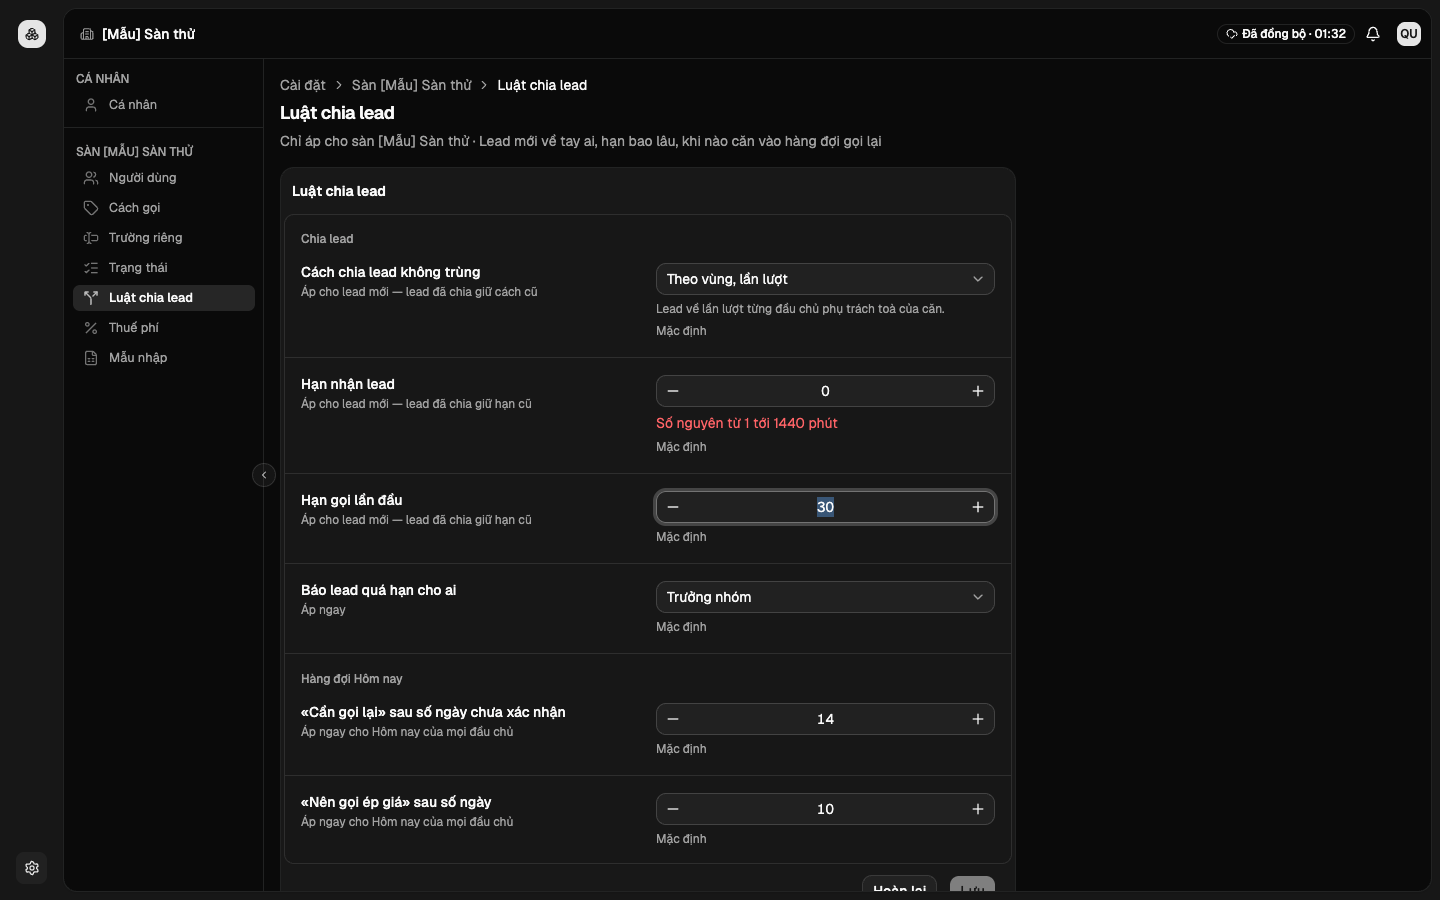 [Mẫu] Sàn thử
Đã đồng bộ · 01:32
QU
CÁ NHÂN
Cá nhân
SÀN [MẪU] SÀN THỬ
Người dùng
Cách gọi
Trường riêng
Trạng thái
Luật chia lead
Thuế phí
Mẫu nhập
Cài đặt > Sàn [Mẫu] Sàn thử > Luật chia lead
Luật chia lead
Chỉ áp cho sàn [Mẫu] Sàn thử · Lead mới về tay ai, hạn bao lâu, khi nào căn vào hàng đợi gọi lại
Luật chia lead
Chia lead
Cách chia lead không trùng
Áp cho lead mới — lead đã chia giữ cách cũ
Theo vùng, lần lượt
Lead về lần lượt từng đầu chủ phụ trách toà của căn.
Mặc định
Hạn nhận lead
Áp cho lead mới — lead đã chia giữ hạn cũ
0
Số nguyên từ 1 tới 1440 phút
Mặc định
Hạn gọi lần đầu
Áp cho lead mới — lead đã chia giữ hạn cũ
30
Mặc định
Báo lead quá hạn cho ai
Áp ngay
Trưởng nhóm
Mặc định
Hàng đợi Hôm nay
«Cần gọi lại» sau số ngày chưa xác nhận
Áp ngay cho Hôm nay của mọi đầu chủ
14
Mặc định
«Nên gọi ép giá» sau số ngày
Áp ngay cho Hôm nay của mọi đầu chủ
10
Mặc định
Hoàn lại
Lưu